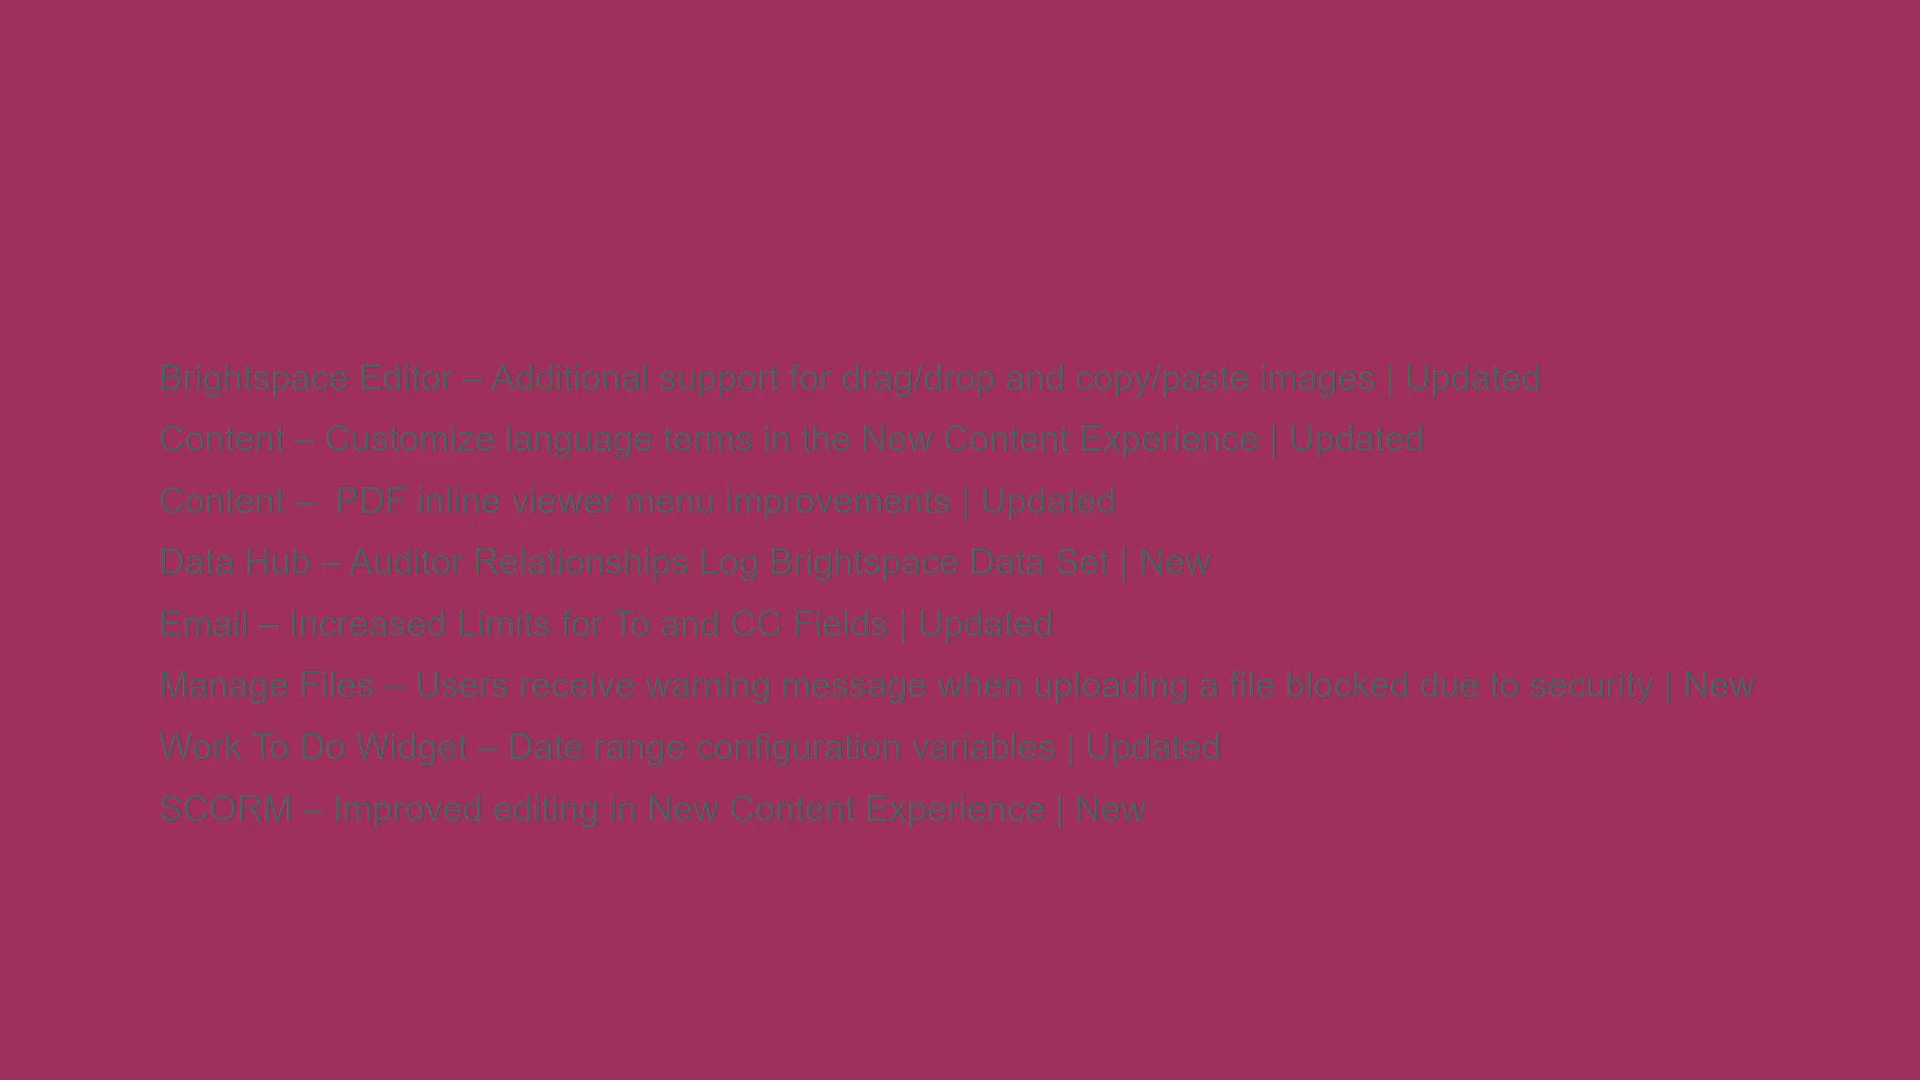 Brightspace Editor – Additional support for drag/drop and copy/paste images | Updated
Content – Customize language terms in the New Content Experience | Updated
Content –  PDF inline viewer menu improvements | Updated
Data Hub – Auditor Relationships Log Brightspace Data Set | New
Email – Increased Limits for To and CC Fields | Updated
Manage Files – Users receive warning message when uploading a file blocked due to security | New
Work To Do Widget – Date range configuration variables | Updated
SCORM – Improved editing in New Content Experience | New